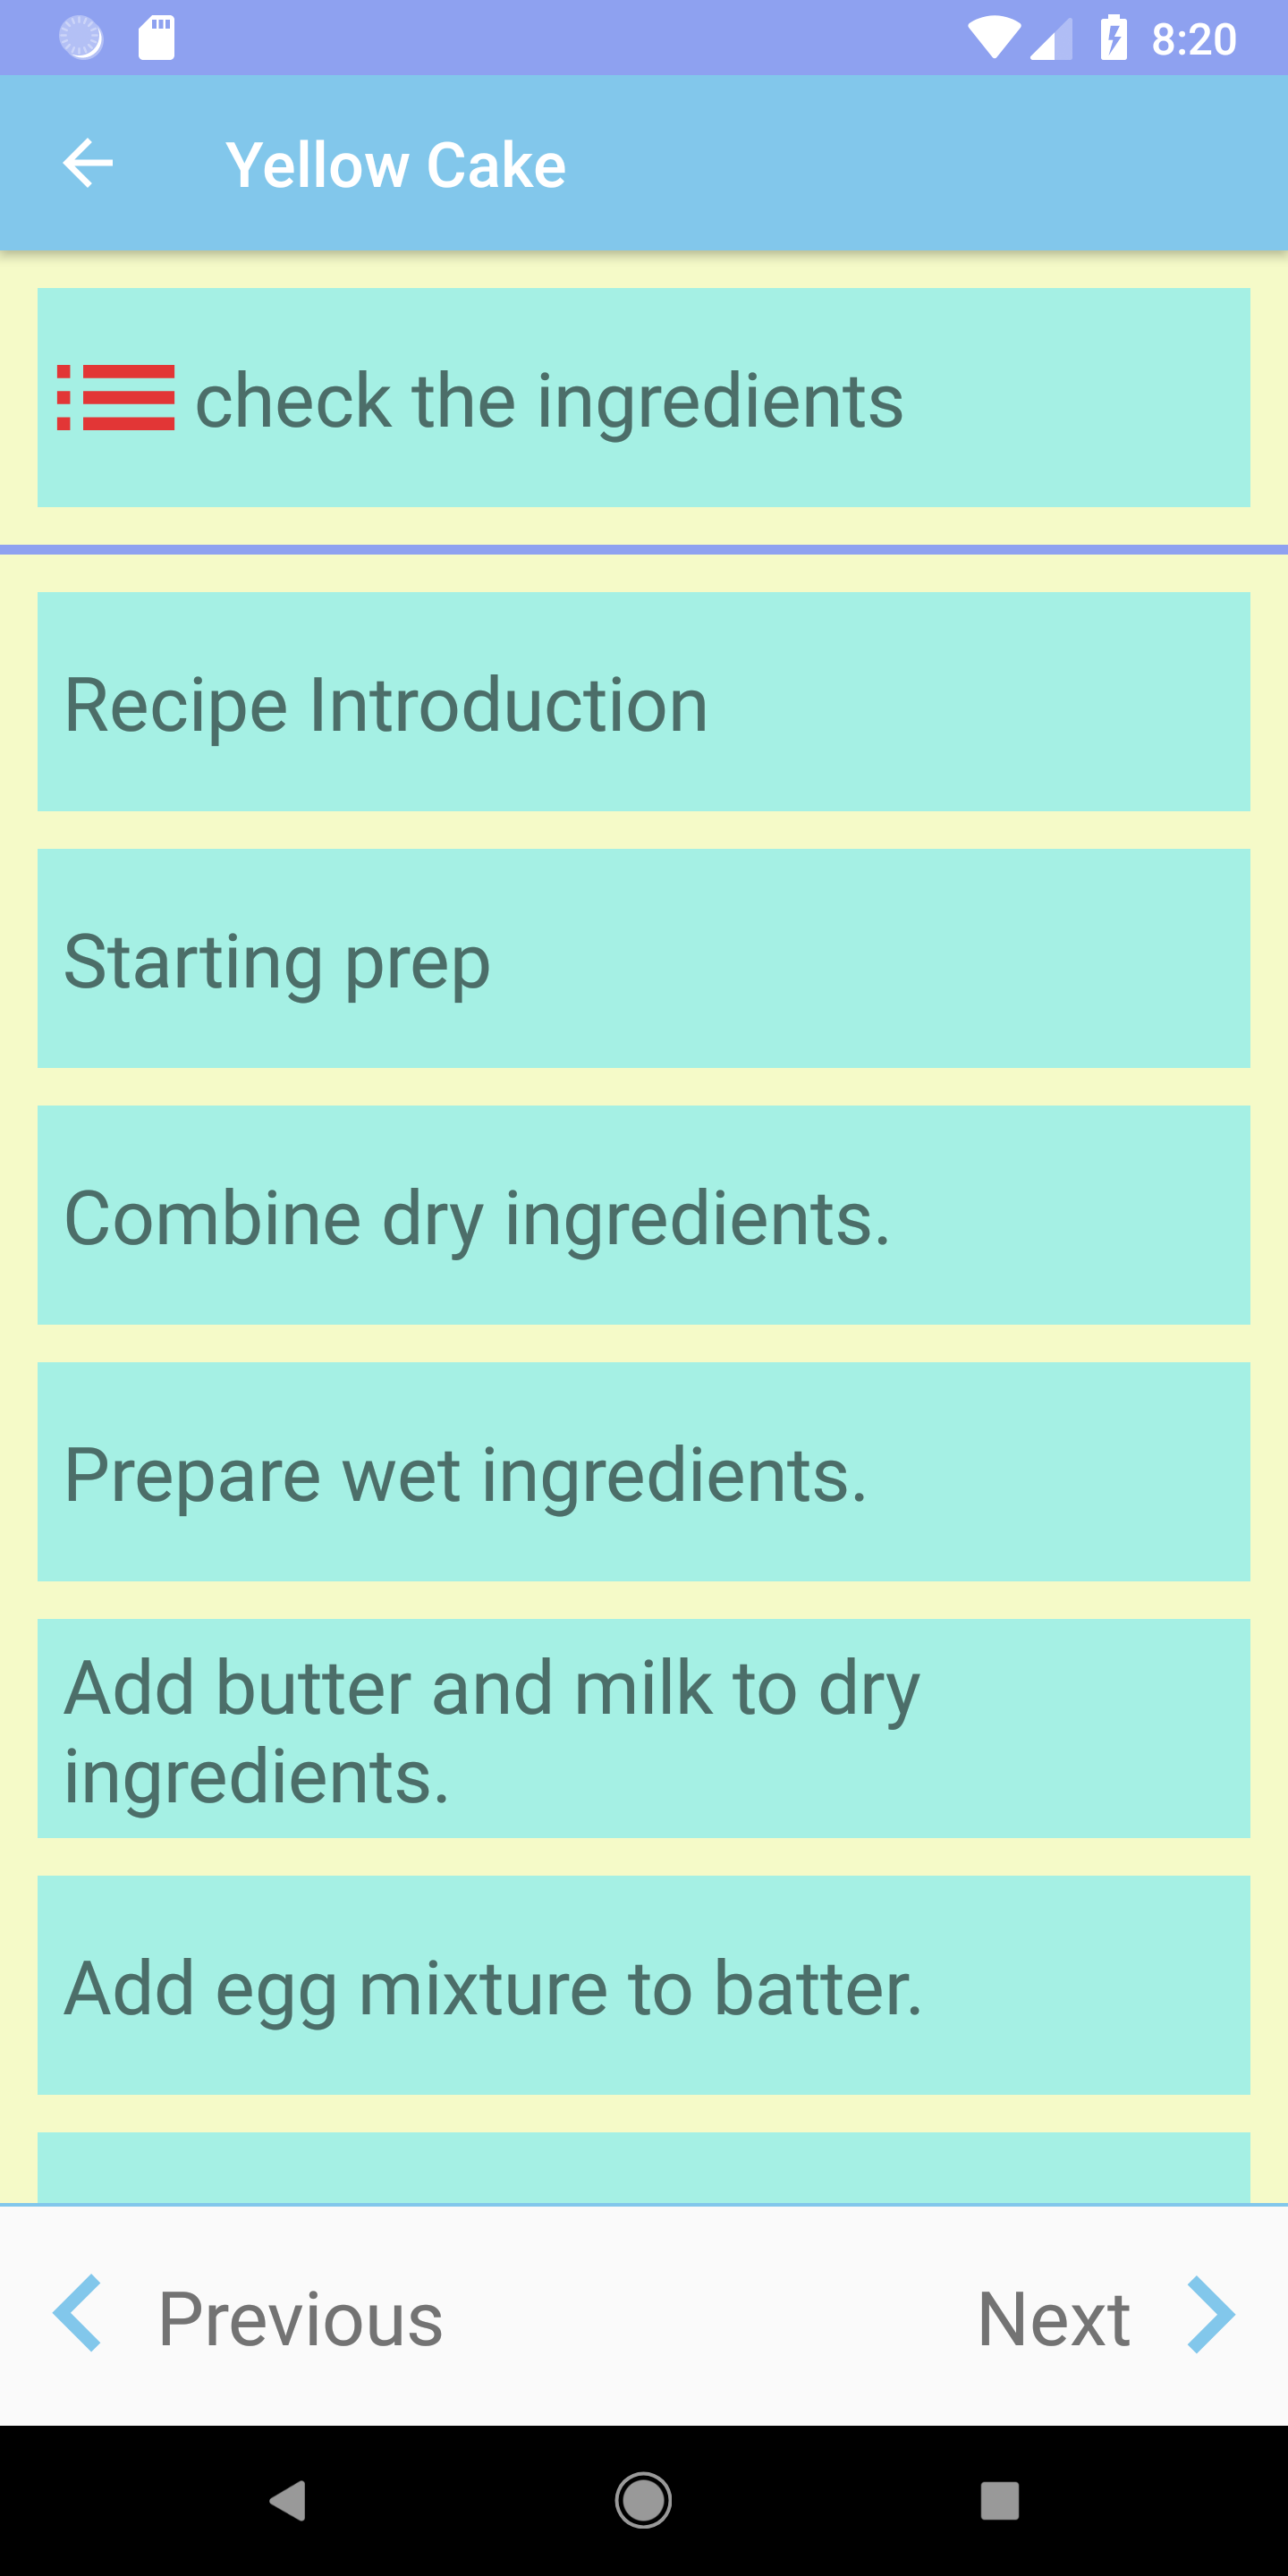 8:20
Yellow Cake
check the ingredients
Recipe Introduction
Starting prep
Combine dry ingredients.
Prepare wet ingredients.
Add butter and milk to dry
ingredients.
Add egg mixture to batter.
Previous
Next